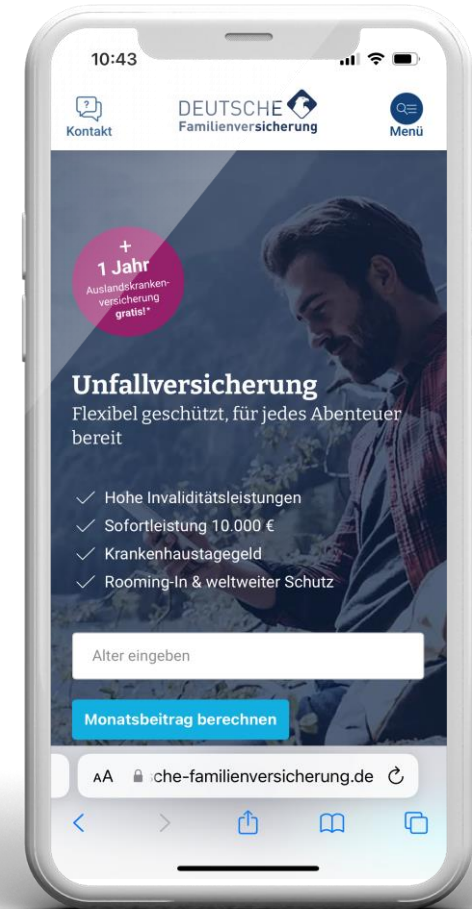 10:43
?
Kontakt
DEUTSCHE
Familienversicherung
Menü
+
1 Jahr
Auslandskranken-
versicherung
gratis!*
Unfallversicherung
Flexibel geschützt, für jedes Abenteuer
bereit
Hohe Invaliditätsleistungen
Sofortleistung 10.000 €
Krankenhaustagegeld
Rooming-In & weltweiter Schutz
Alter eingeben
Monatsbeitrag berechnen
AA che-familienversicherung.de